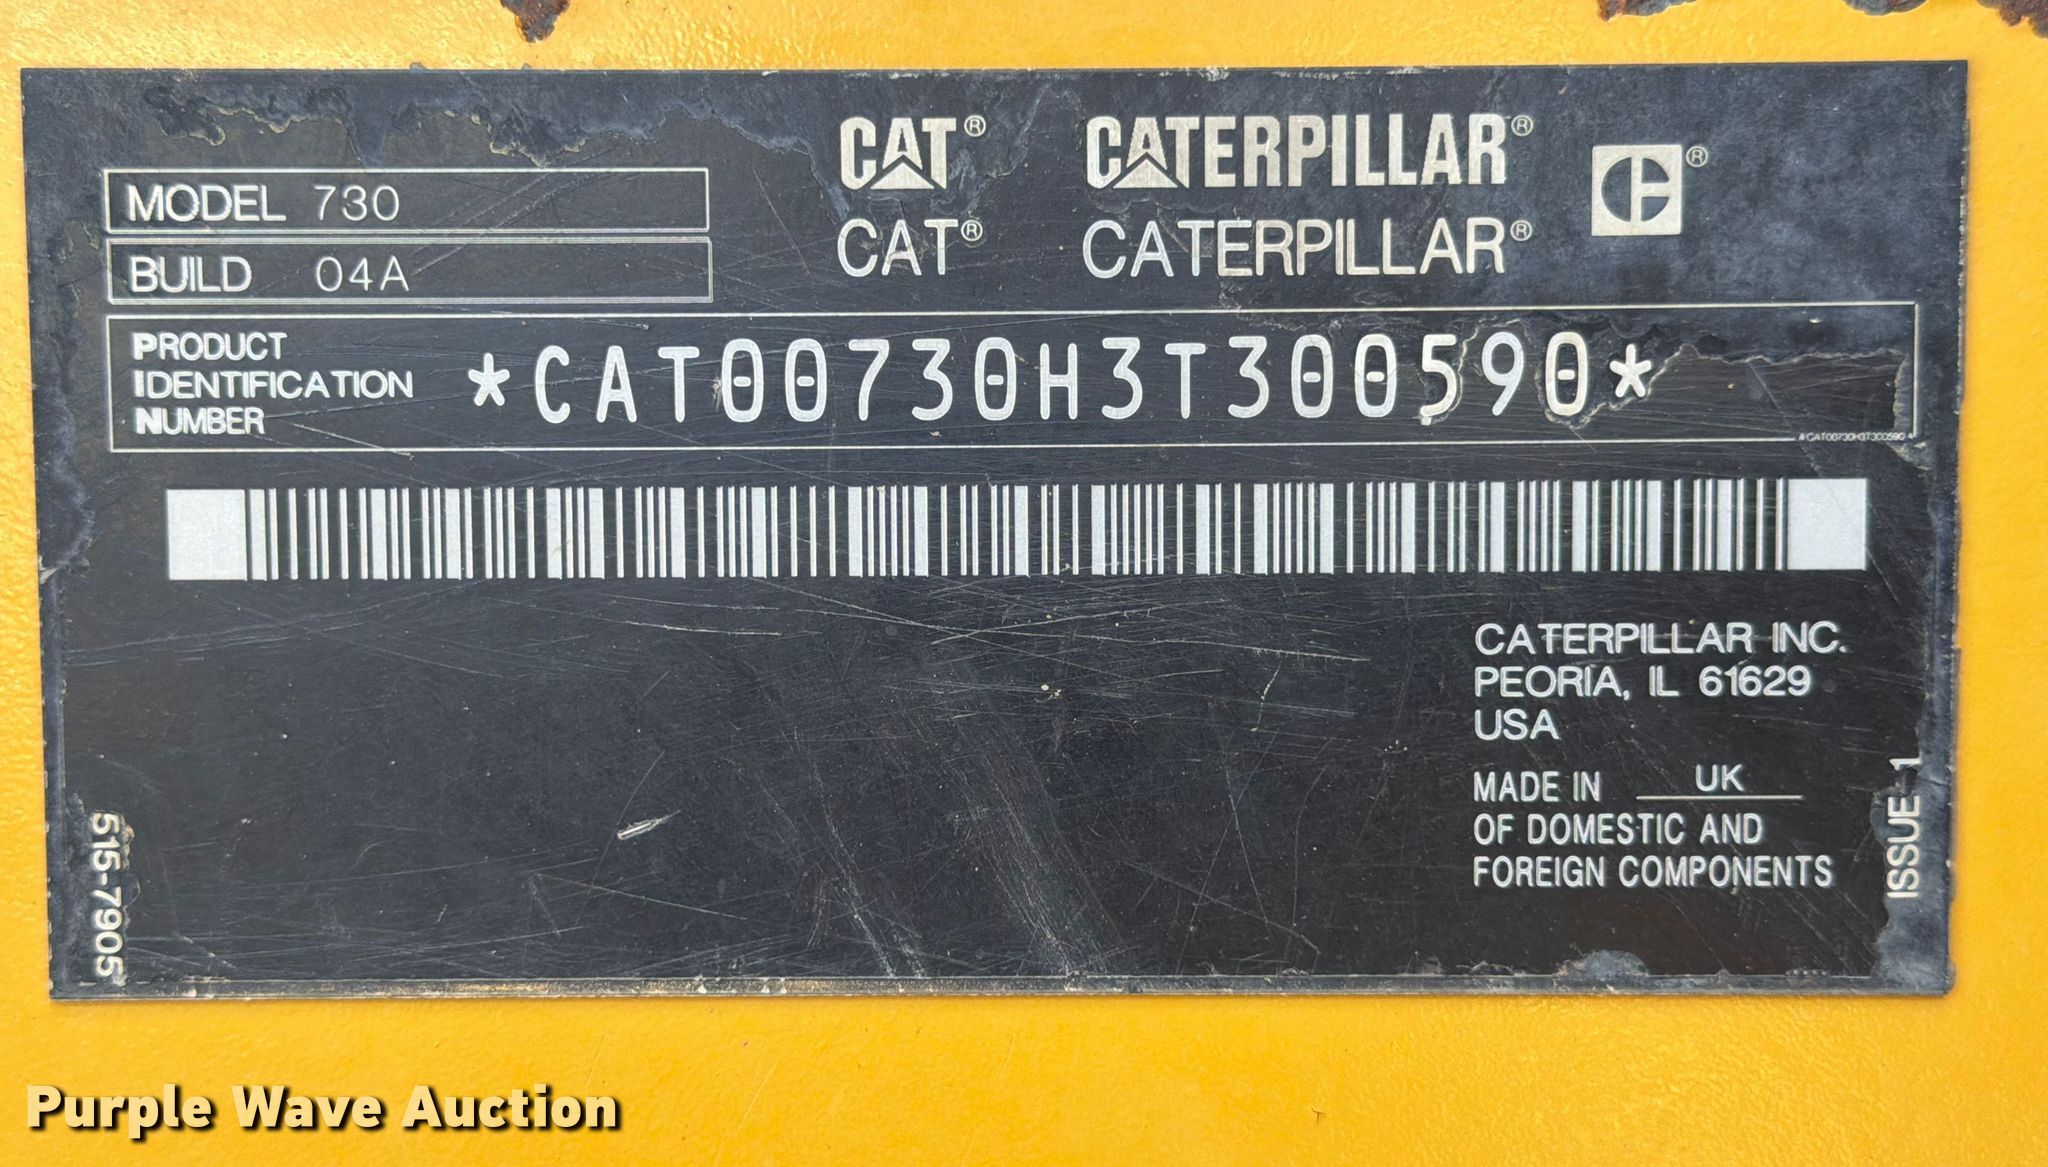 CAT® CATERPILLAR® C®
CAT® CATERPILLAR®
MODEL 730
BUILD 04A
PRODUCT
IDENTIFICATION
NUMBER
*CAT00730H3T300590*
*CAT00730H3T300590*
CATERPILLAR INC.
PEORIA, IL 61629
USA
MADE IN UK
OF DOMESTIC AND
FOREIGN COMPONENTS
515-7905
ISSUE 1
Purple Wave Auction